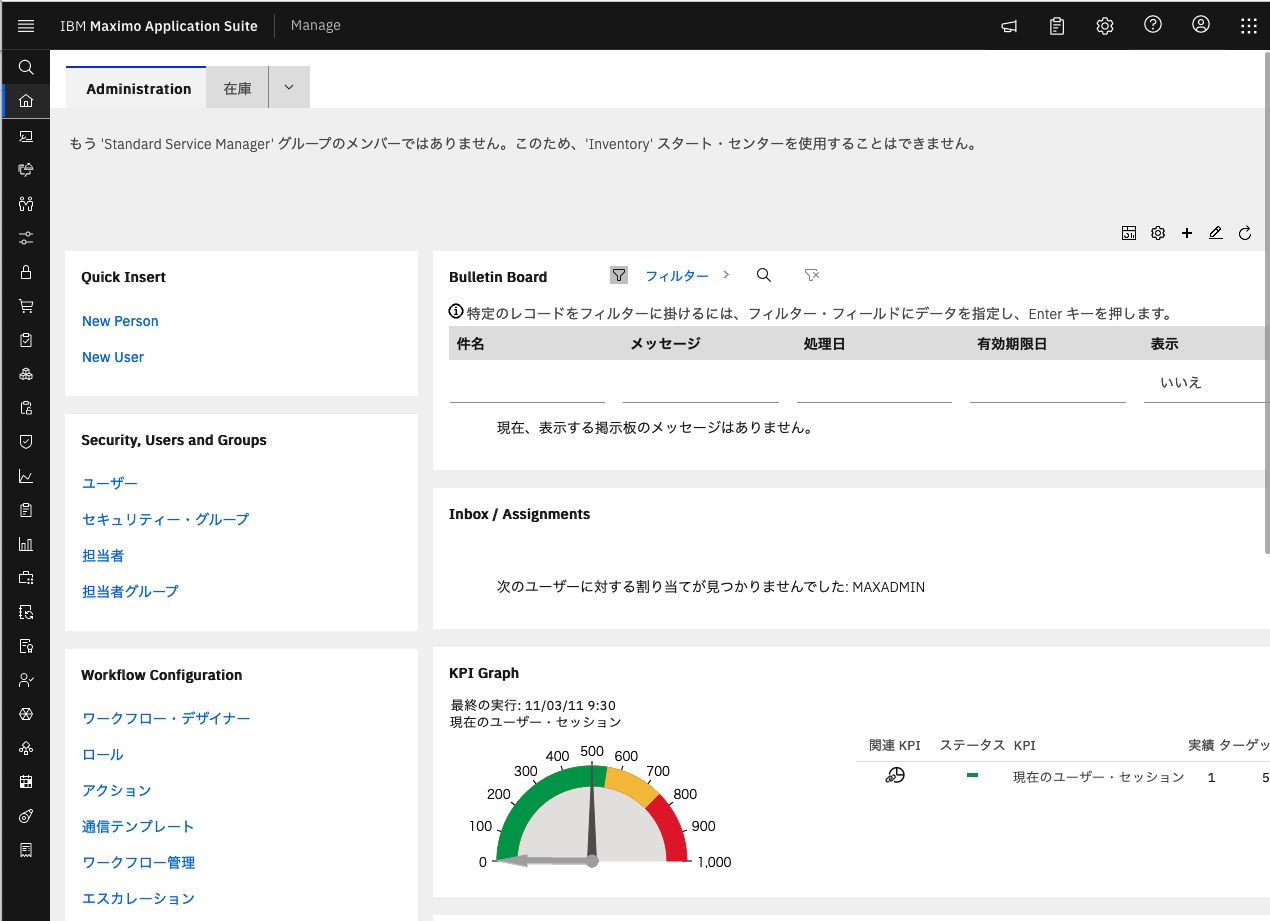 IBM Maximo Application Suite Manage
Administration 在庫
もう 'Standard Service Manager' グループのメンバーではありません。このため、'Inventory' スタート・センターを使用することはできません。
Quick Insert
New Person
New User
Security, Users and Groups
ユーザー
セキュリティー・グループ
担当者
担当者グループ
Workflow Configuration
ワークフロー・デザイナー
ロール
アクション
通信テンプレート
ワークフロー管理
エスカレーション
Bulletin Board フィルター
特定のレコードをフィルターに掛けるには、フィルター・フィールドにデータを指定し、Enter キーを押します。
件名 メッセージ 処理日 有効期限日 表示
いいえ
現在、表示する掲示板のメッセージはありません。
Inbox / Assignments
次のユーザーに対する割り当てが見つかりませんでした: MAXADMIN
KPI Graph
最終の実行: 11/03/11 9:30
現在のユーザー・セッション
0 100 200 300 400 500 600 700 800 900 1,000
関連 KPI ステータス KPI 実績 ターゲッ
現在のユーザー・セッション 1 5